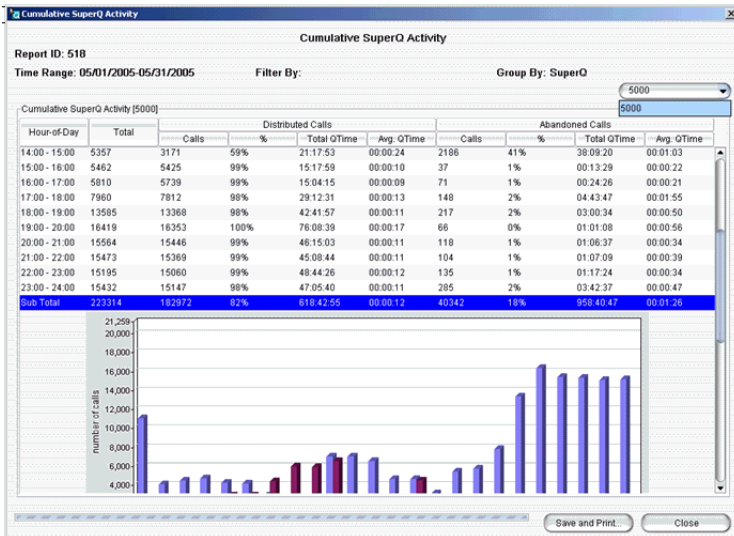 Cumulative SuperQ Activity
Cumulative SuperQ Activity
Report ID: 518
Time Range: 05/01/2005-05/31/2005 Filter By: Group By: SuperQ
5000
5000
Cumulative SuperQ Activity [5000]
Hour-of-Day Total Distributed Calls Abandoned Calls
Calls % Total QTime Avg. QTime Calls % Total QTime Avg. QTime
14:00 - 15:00 5357 3171 59% 21:17:53 00:00:24 2186 41% 38:09:20 00:01:03
15:00 - 16:00 5462 5425 99% 15:17:59 00:00:10 37 1% 00:13:29 00:00:22
16:00 - 17:00 5810 5739 99% 15:04:15 00:00:09 71 1% 00:24:26 00:00:21
17:00 - 18:00 7960 7812 98% 29:12:31 00:00:13 148 2% 04:43:47 00:01:55
18:00 - 19:00 13585 13368 98% 42:41:57 00:00:11 217 2% 03:00:34 00:00:50
19:00 - 20:00 16419 16353 100% 76:08:39 00:00:17 66 0% 01:01:08 00:00:56
20:00 - 21:00 15564 15446 99% 46:15:03 00:00:11 118 1% 01:06:37 00:00:34
21:00 - 22:00 15473 15369 99% 45:08:44 00:00:11 104 1% 01:07:09 00:00:39
22:00 - 23:00 15195 15060 99% 48:44:26 00:00:12 135 1% 01:17:24 00:00:34
23:00 - 24:00 15432 15147 98% 47:05:40 00:00:11 285 2% 03:42:37 00:00:47
Sub Total 223314 182972 82% 618:42:55 00:00:12 40342 18% 958:40:47 00:01:26
21,259
20,000
18,000
16,000
14,000
12,000
10,000
8,000
6,000
4,000
number of calls
Save and Print... Close